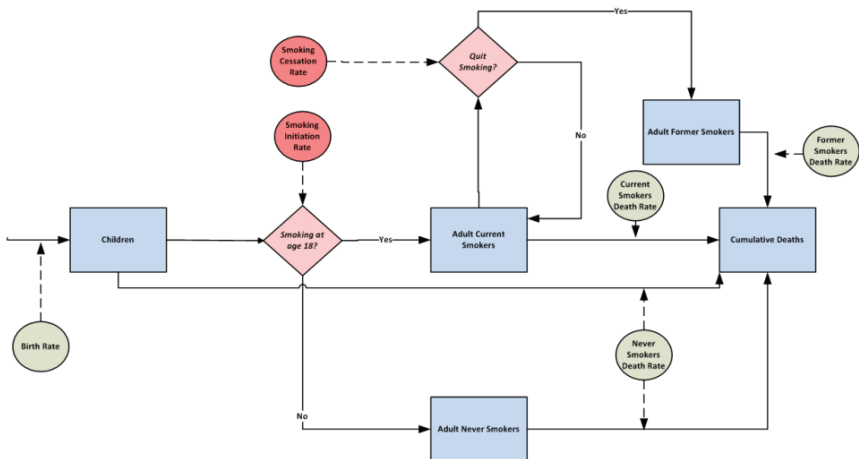 Yes
Smoking
Cessation
Rate
Quit
Smoking?
Smoking
Initiation
Rate
No
Adult Former Smokers
Former
Smokers
Death Rate
Current
Smokers
Death Rate
Children
Smoking at
age 18?
Yes
Adult Current
Smokers
Cumulative Deaths
Birth Rate
Never
Smokers
Death Rate
No
Adult Never Smokers